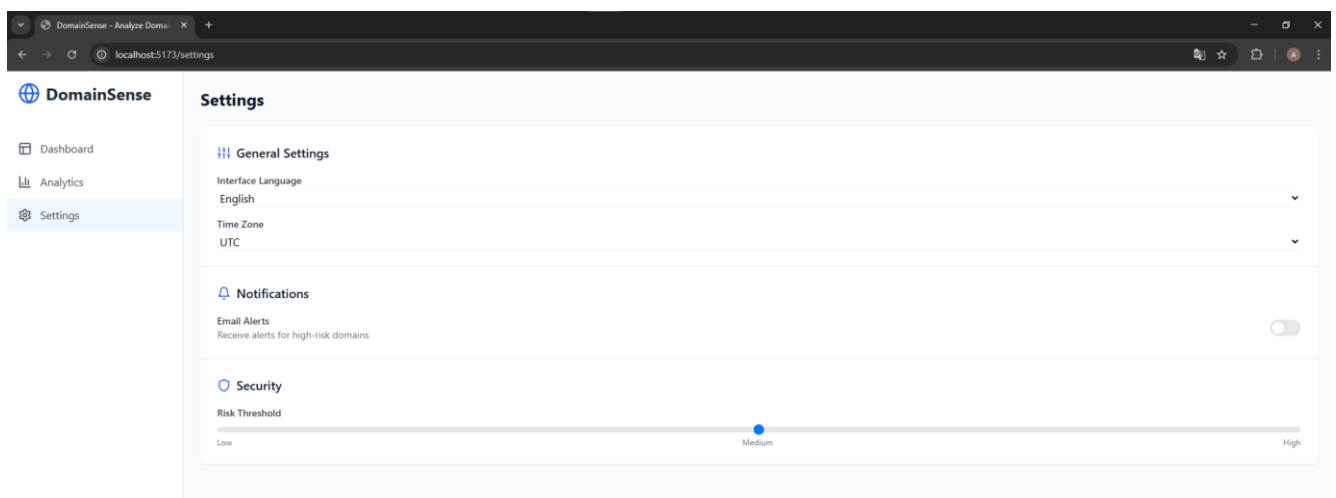 DomainSense - Analyze Domai
localhost:5173/settings
A
DomainSense
Dashboard
Analytics
Settings
Settings
General Settings
Interface Language
English
Time Zone
UTC
Notifications
Email Alerts
Receive alerts for high-risk domains
Security
Risk Threshold
Low Medium High